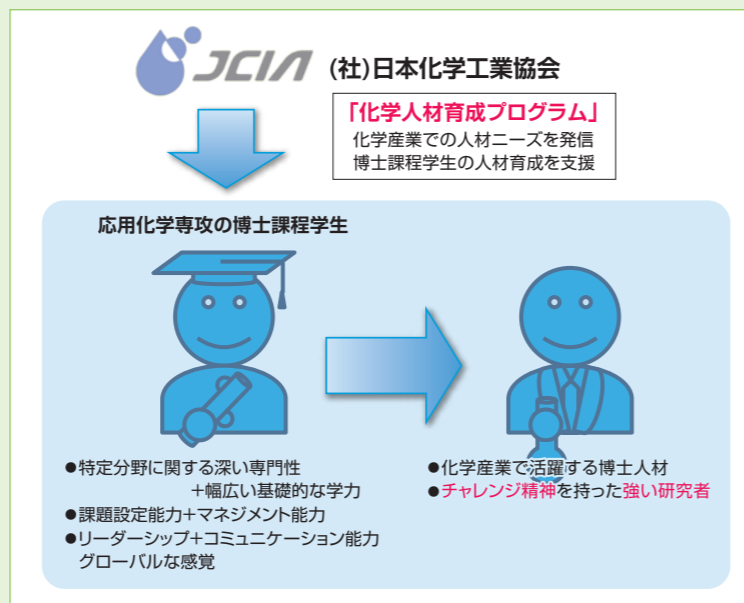 JCIA (社)日本化学工業協会
「化学人材育成プログラム」
化学産業での人材ニーズを発信
博士課程学生の人材育成を支援
応用化学専攻の博士課程学生
●特定分野に関する深い専門性
+幅広い基礎的な学力
●課題設定能力+マネジメント能力
●リーダーシップ+コミュニケーション能力
グローバルな感覚
●化学産業で活躍する博士人材
●チャレンジ精神を持った強い研究者